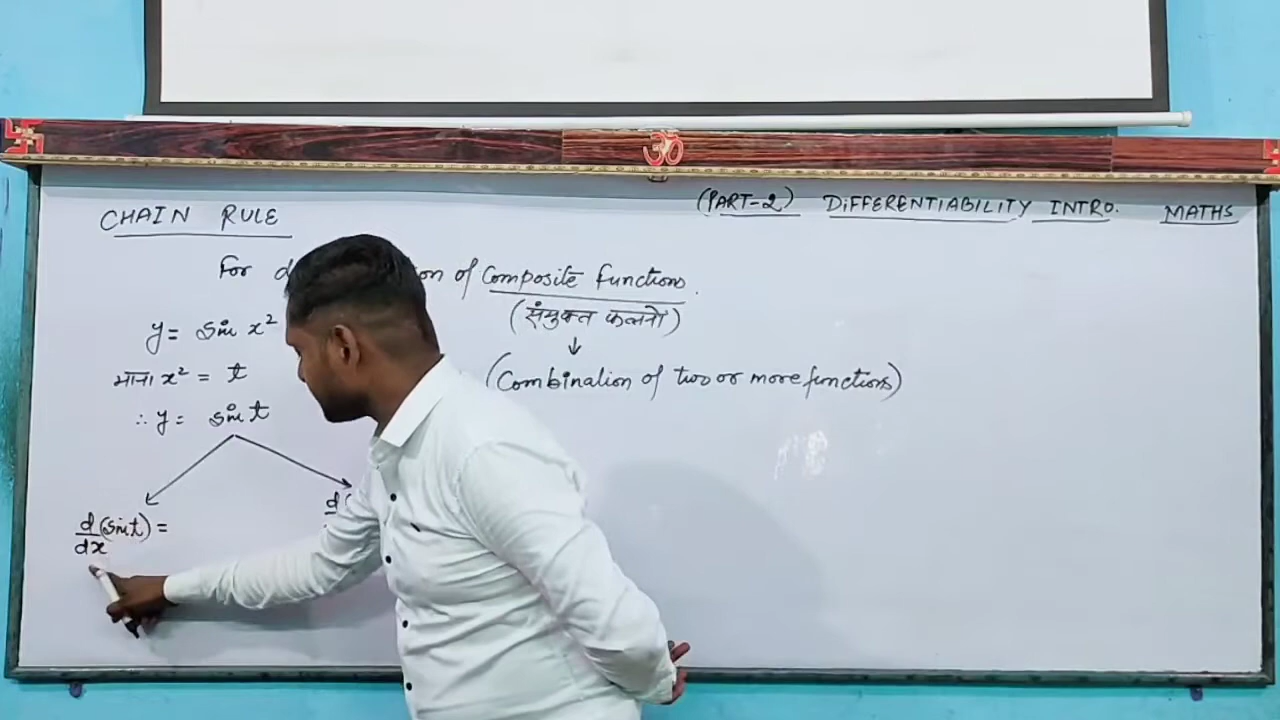 (PART-2) DIFFERENTIABILITY INTRO. MATHS
CHAIN RULE
For d on of Composite functions.
(संयुक्त फलनों)
↓
(Combination of two or more functions)
y = sin x²
माना x² = t
∴ y = sin t
d/dx (sin t) =
d
ॐ